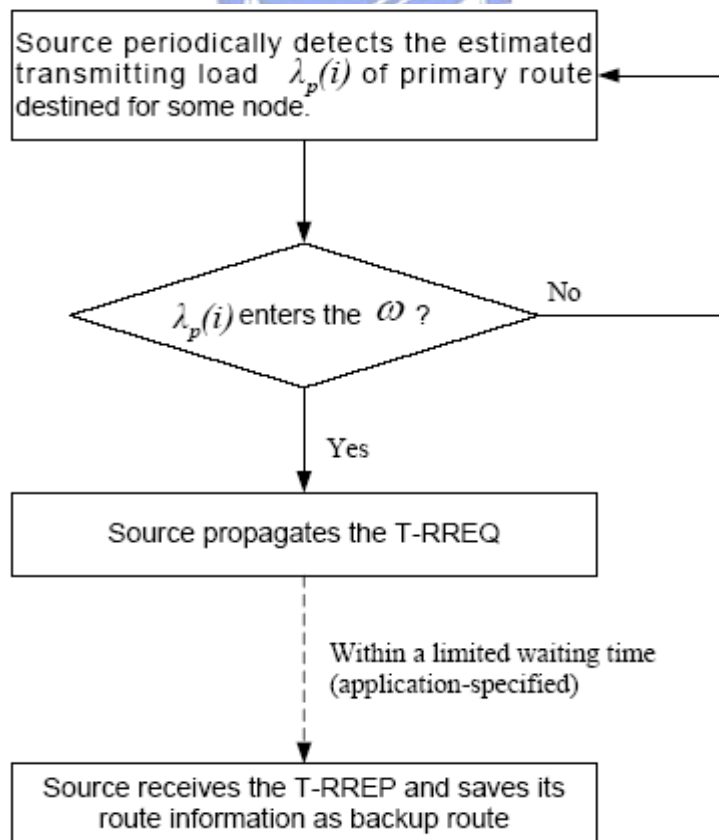 Source periodically detects the estimated
transmitting load λp(i) of primary route
destined for some node.
λp(i) enters the ω ?
No
Yes
Source propagates the T-RREQ
Within a limited waiting time
(application-specified)
Source receives the T-RREP and saves its
route information as backup route